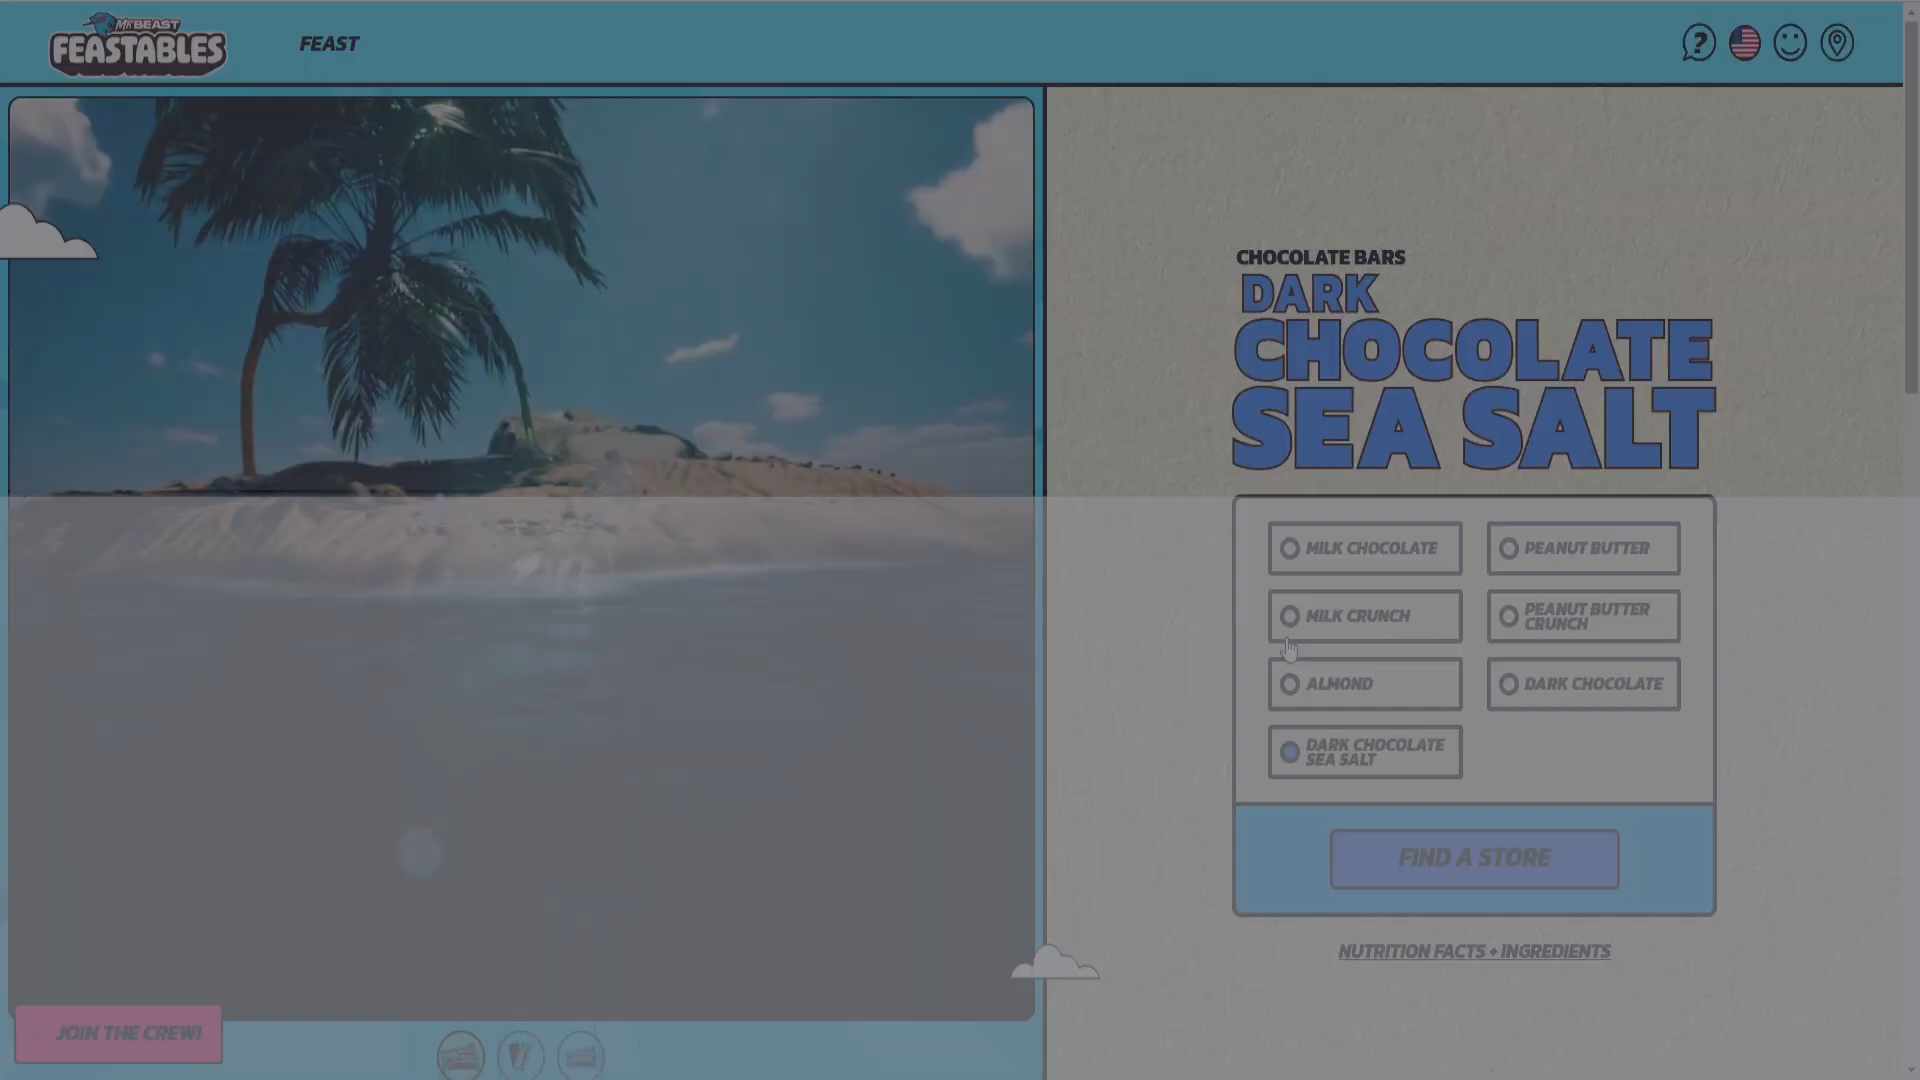 MRBEAST
FEASTABLES
FEAST
?
CHOCOLATE BARS
DARK
CHOCOLATE
SEA SALT
MILK CHOCOLATE
PEANUT BUTTER
MILK CRUNCH
PEANUT BUTTER
CRUNCH
ALMOND
DARK CHOCOLATE
DARK CHOCOLATE
SEA SALT
FIND A STORE
NUTRITION FACTS + INGREDIENTS
JOIN THE CREW!